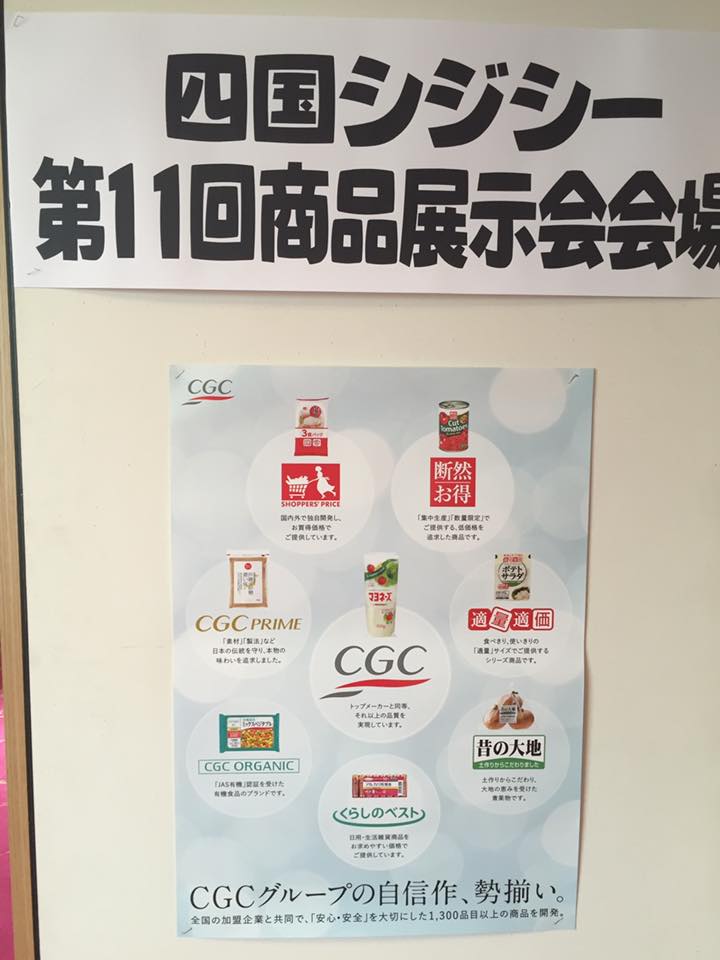 四国シジシー
第11回商品展示会会場
CGC
3食パック
SHOPPERS' PRICE
国内外で独自開発し、
お買得価格で
ご提供しています。
Cut
Tomatoes
断然
お得
「集中生産」「数量限定」で
ご提供する、低価格を
追求した商品です。
CGC PRIME
「素材」「製法」など
日本の伝統を守り、本物の
味わいを追求しました。
マヨネーズ
CGC
トップメーカーと同等、
それ以上の品質を
実現しています。
ポテト
サラダ
適量適価
食べきり、使いきりの
「適量」サイズでご提供する
シリーズ商品です。
ミックスベジタブル
CGC ORGANIC
「JAS有機」認証を受けた
有機食品のブランドです。
昔の大地
土作りからこだわりました
土作りからこだわり、
大地の恵みを受けた
青果物です。
くらしのベスト
日用・生活雑貨商品を
お求めやすい価格で
ご提供しています。
CGCグループの自信作、勢揃い。
全国の加盟企業と共同で、「安心・安全」を大切にした1,300品目以上の商品を開発。